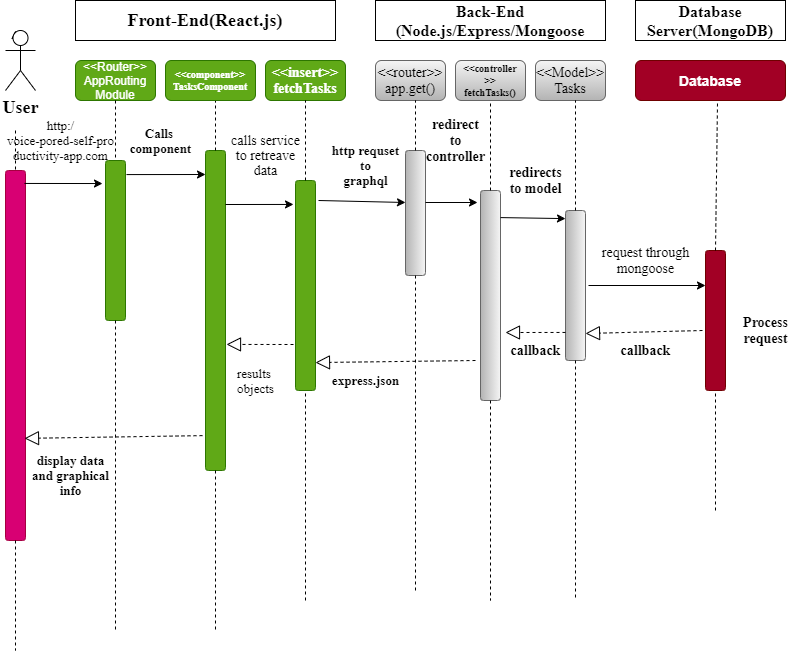 Front-End(React.js)
Back-End
(Node.js/Express/Mongoose
Database
Server(MongoDB)
<<Router>>
AppRouting
Module
<<component>>
TasksComponent
<<insert>>
fetchTasks
<<router>>
app.get()
<<controller
>>
fetchTasks()
<<Model>>
Tasks
Database
User
http:/
voice-pored-self-pro
ductivity-app.com
Calls
component
calls service
to retreave
data
http requset
to
graphql
redirect
to
controller
redirects
to model
request through
mongoose
Process
request
callback
callback
express.json
results
objects
display data
and graphical
info